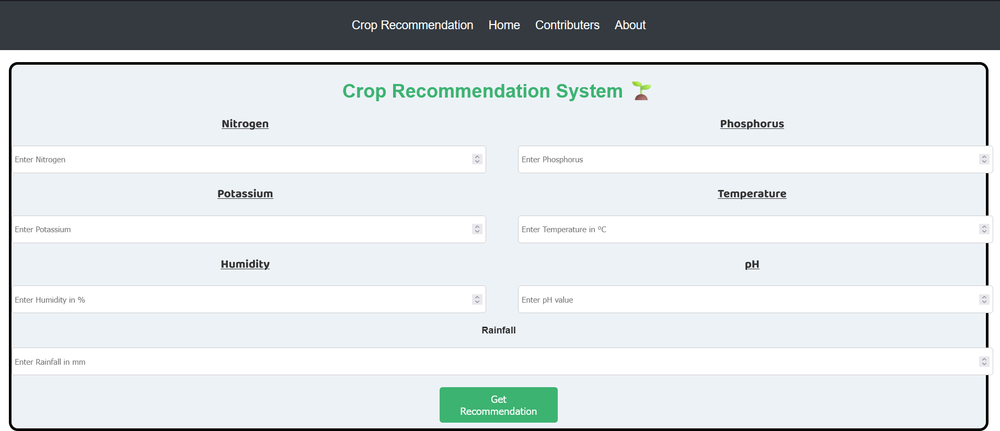 Crop Recommendation Home Contributers About
Crop Recommendation System 🌱
Nitrogen Phosphorus
Enter Nitrogen Enter Phosphorus
Potassium Temperature
Enter Potassium Enter Temperature in °C
Humidity pH
Enter Humidity in % Enter pH value
Rainfall
Enter Rainfall in mm
Get
Recommendation